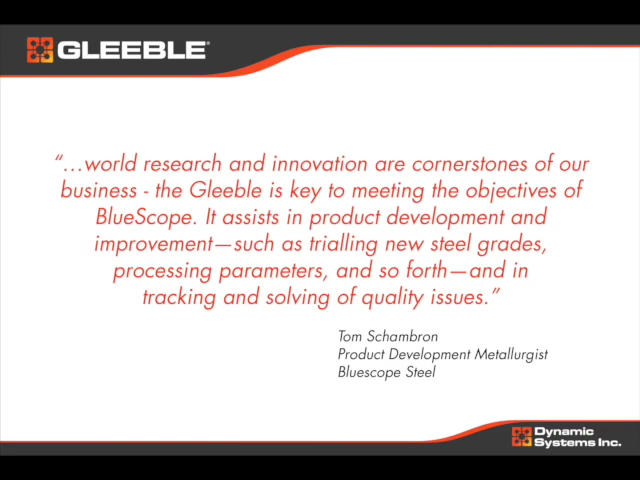 GLEEBLE®
“...world research and innovation are cornerstones of our
business - the Gleeble is key to meeting the objectives of
BlueScope. It assists in product development and
improvement—such as trialling new steel grades,
processing parameters, and so forth—and in
tracking and solving of quality issues.”
Tom Schambron
Product Development Metallurgist
Bluescope Steel
Dynamic
Systems Inc.